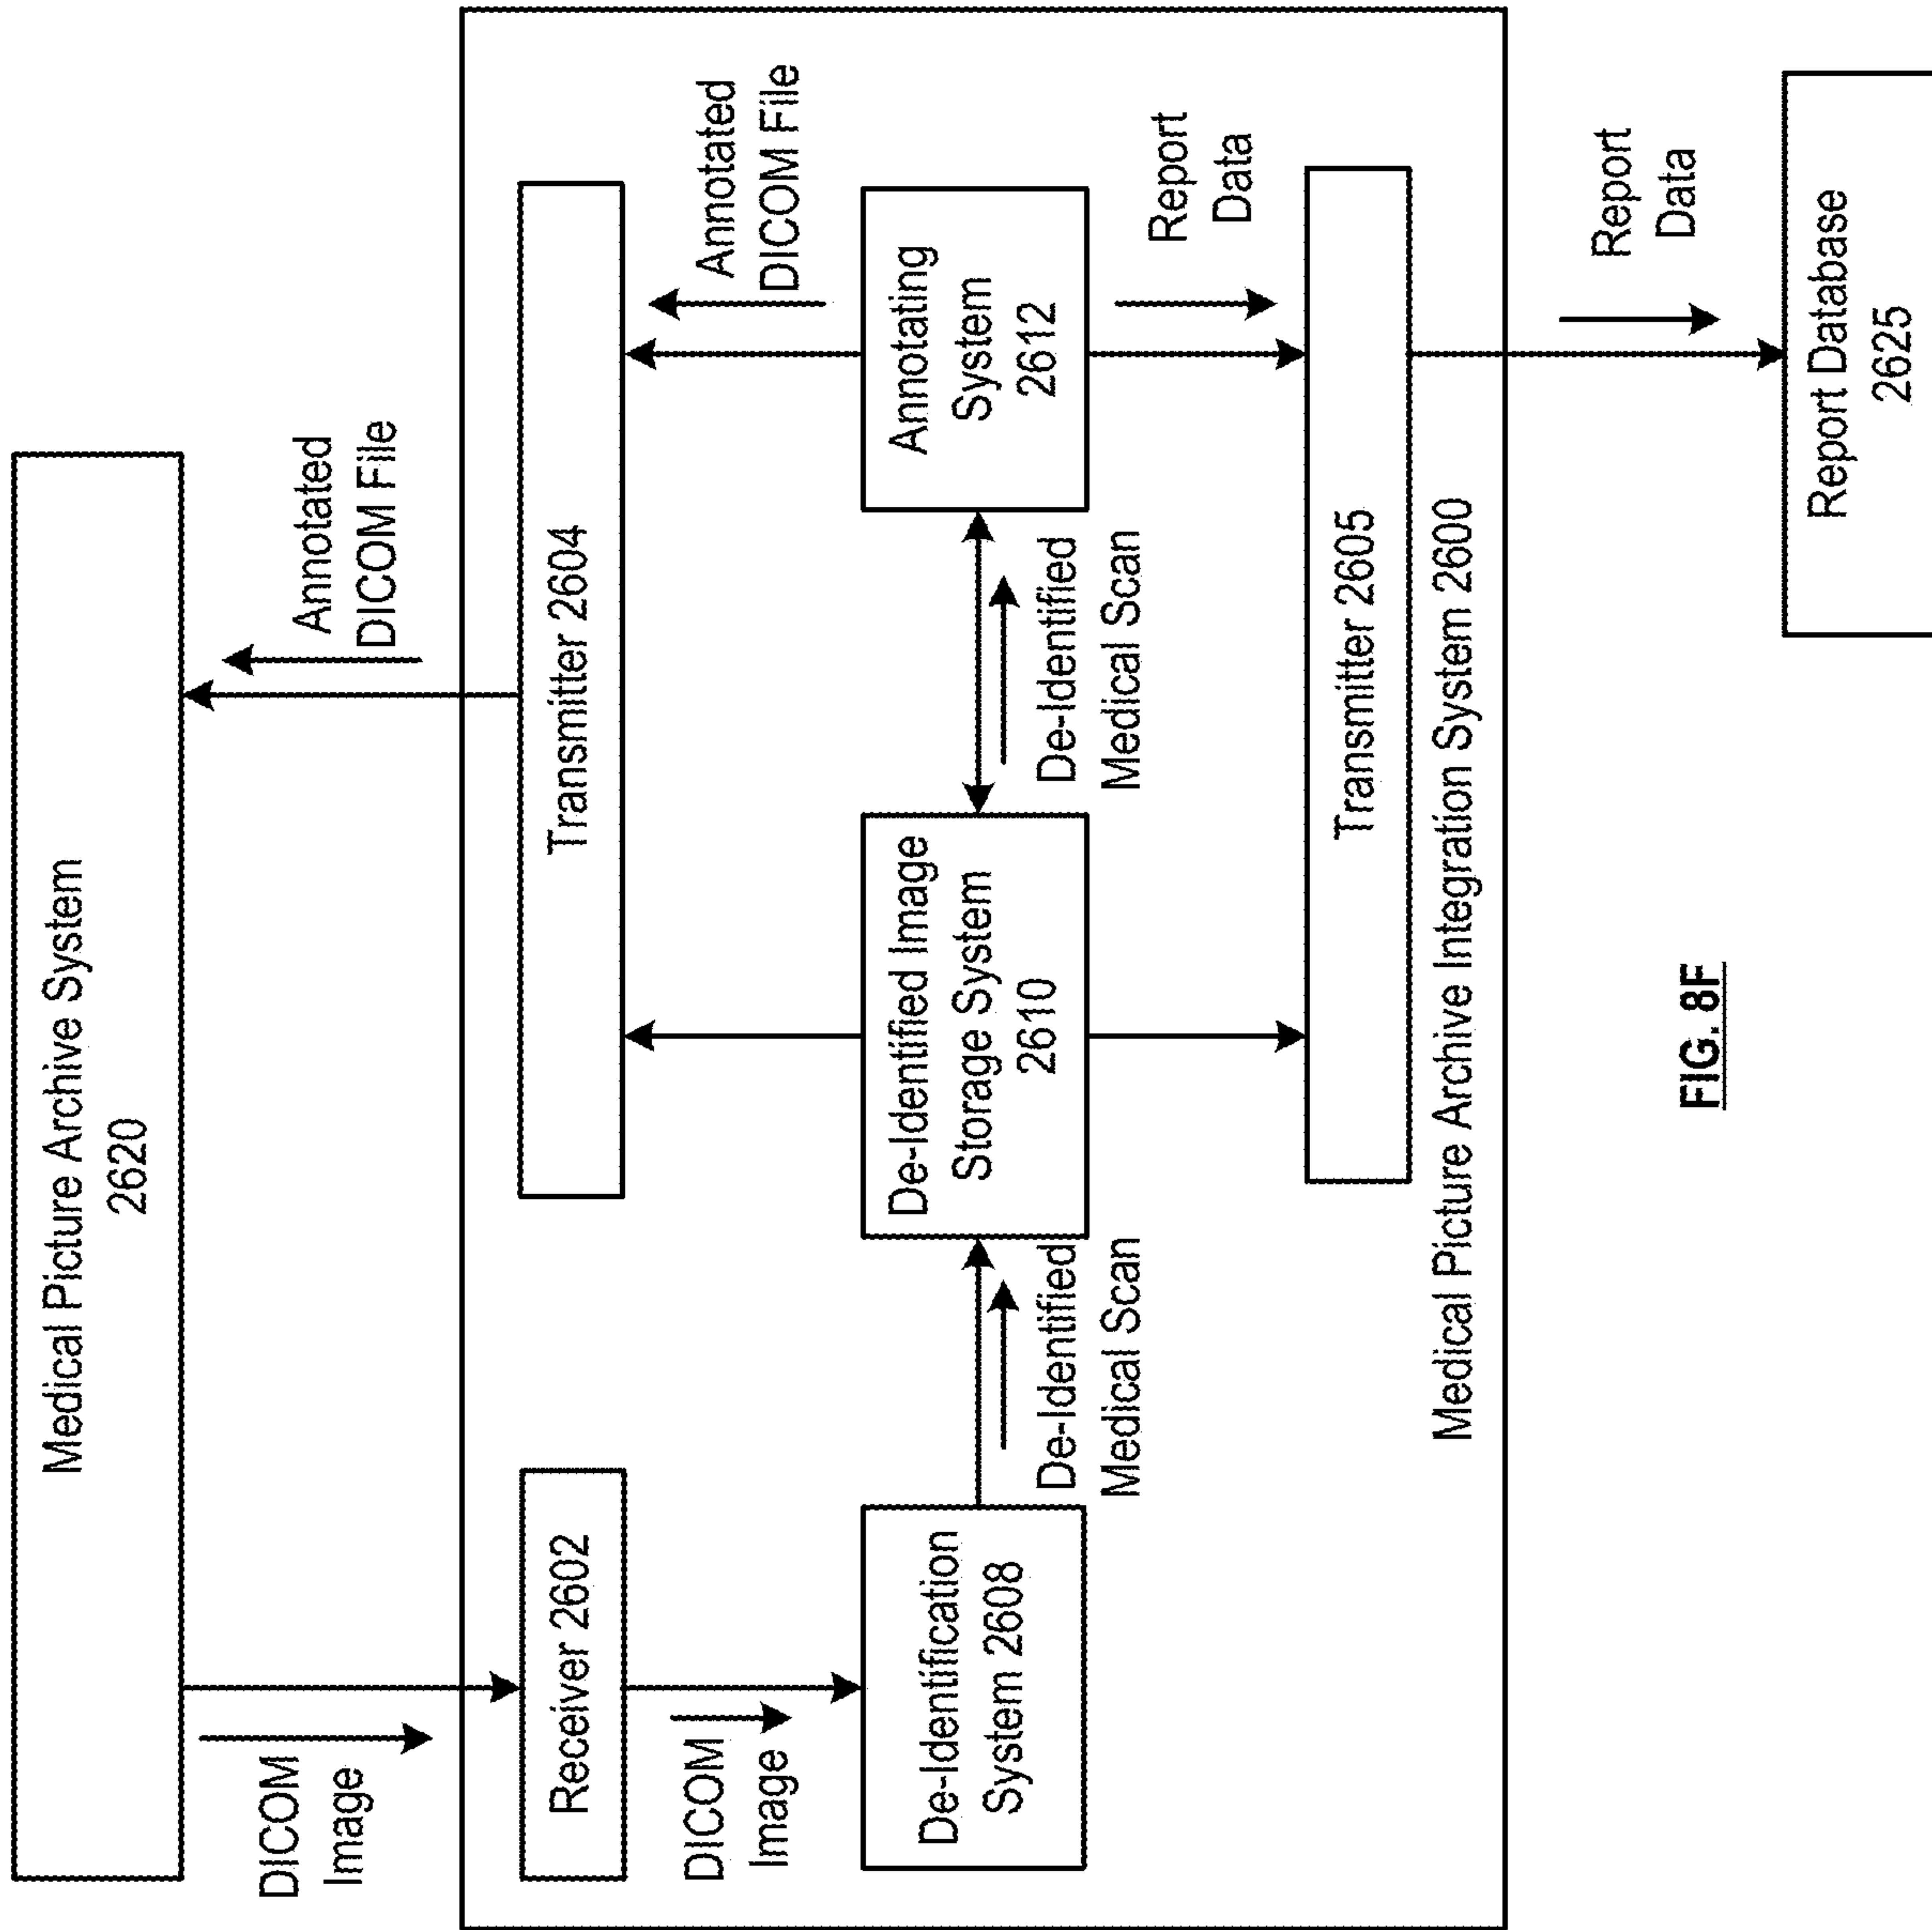 Medical Picture Archive System
2620
DICOM
Image
Annotated
DICOM File
Receiver 2602
Transmitter 2604
DICOM
Image
Annotated
DICOM File
De-Identification
System 2608
De-Identified
Medical Scan
De-Identified Image
Storage System
2610
De-Identified
Medical Scan
Annotating
System
2612
Report
Data
Transmitter 2605
Medical Picture Archive Integration System 2600
Report
Data
Report Database
2625
FIG. 8F